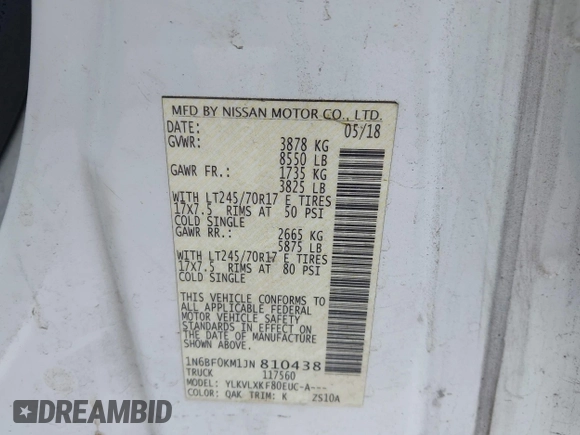 MFD BY NISSAN MOTOR CO., LTD.
DATE: 05/18
GVWR: 3878 KG
8550 LB
GAWR FR.: 1735 KG
3825 LB
WITH LT245/70R17 E TIRES
17X7.5 RIMS AT 50 PSI
COLD SINGLE
GAWR RR.: 2665 KG
5875 LB
WITH LT245/70R17 E TIRES
17X7.5 RIMS AT 80 PSI
COLD SINGLE
THIS VEHICLE CONFORMS TO
ALL APPLICABLE FEDERAL
MOTOR VEHICLE SAFETY
STANDARDS IN EFFECT ON
THE DATE OF MANUFACTURE
SHOWN ABOVE.
1N6BF0KM1JN810438
TRUCK 117560
MODEL: YLKVLXKF80EUC-A---
COLOR: QAK TRIM: K ZS10A
DREAMBID
DREAMBID